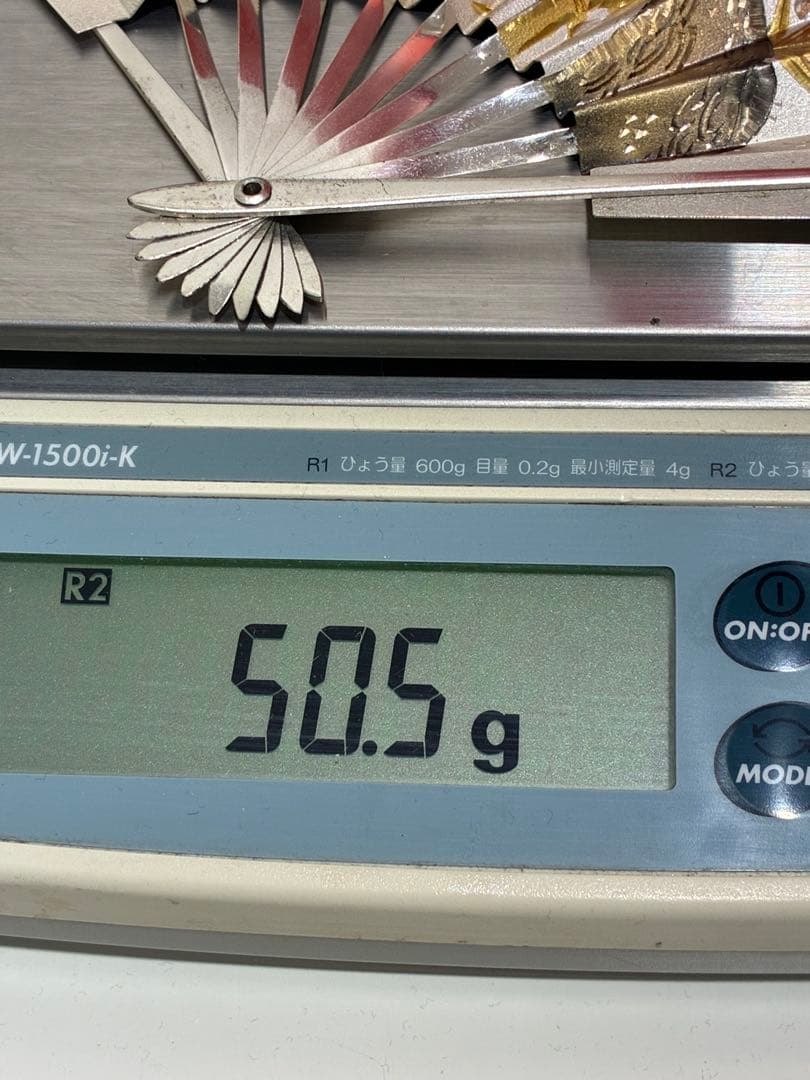 W-1500i-K
R1 ひょう量 600g 目量 0.2g 最小測定量 4g R2 ひょう量
R2
50.5 g
ON:OF
MODE